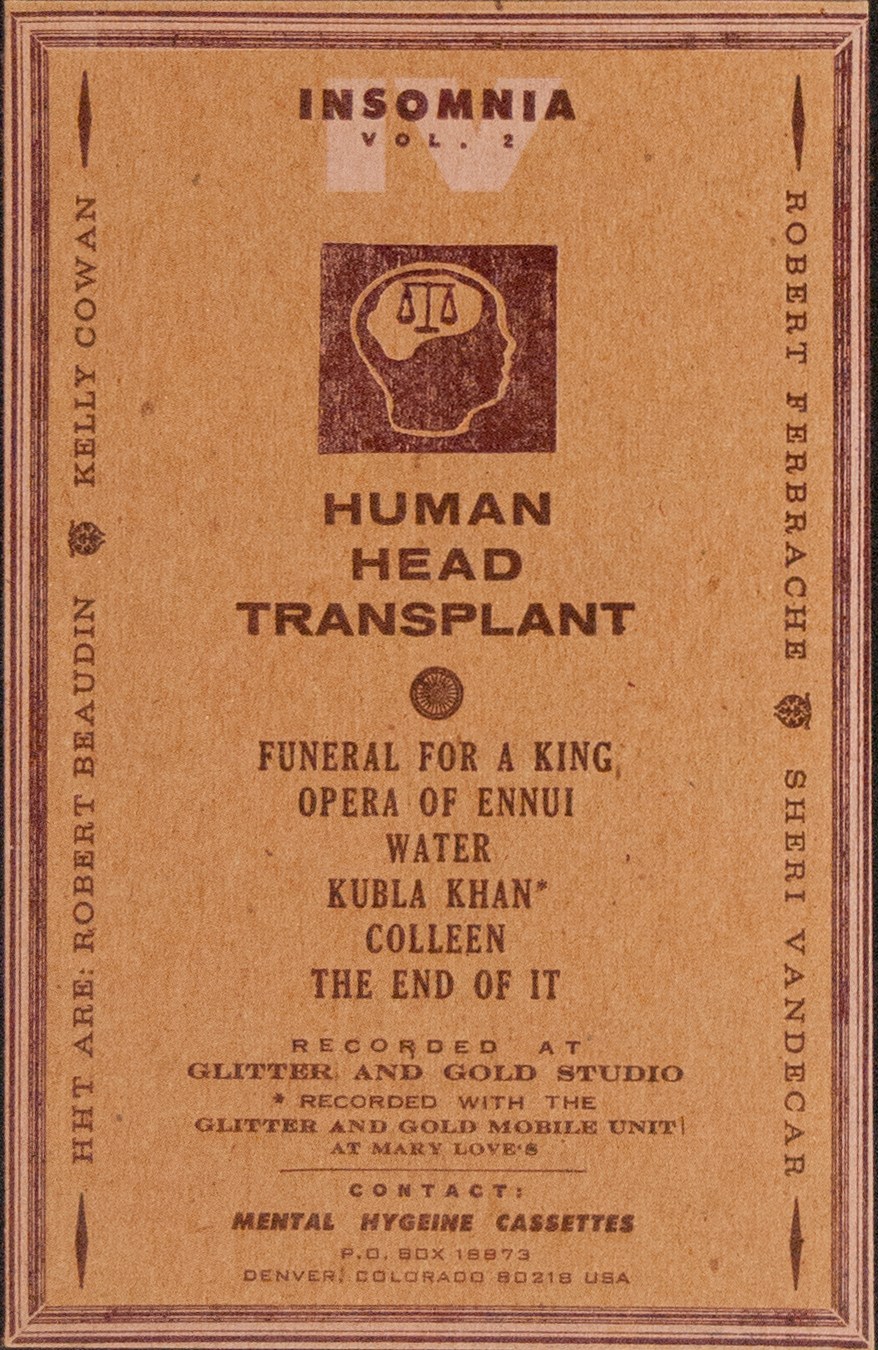 IV
INSOMNIA
VOL. 2
HUMAN
HEAD
TRANSPLANT
FUNERAL FOR A KING
OPERA OF ENNUI
WATER
KUBLA KHAN*
COLLEEN
THE END OF IT
RECORDED AT
GLITTER AND GOLD STUDIO
* RECORDED WITH THE
GLITTER AND GOLD MOBILE UNIT
AT MARY LOVE'S
CONTACT:
MENTAL HYGEINE CASSETTES
P.O. BOX 18873
DENVER, COLORADO 80218 USA
HHT ARE: ROBERT BEAUDIN KELLY COWAN
ROBERT FERBRACHE SHERI VANDECAR